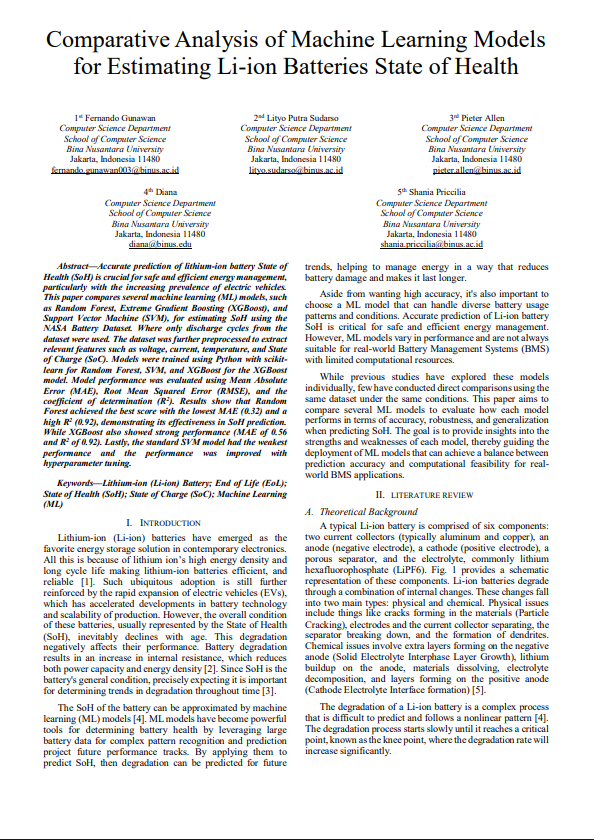 Comparative Analysis of Machine Learning Models
for Estimating Li-ion Batteries State of Health
1st Fernando Gunawan
Computer Science Department
School of Computer Science
Bina Nusantara University
Jakarta, Indonesia 11480
fernando.gunawan003@binus.ac.id
2nd Lityo Putra Sudarso
Computer Science Department
School of Computer Science
Bina Nusantara University
Jakarta, Indonesia 11480
lityo.sudarso@binus.ac.id
3rd Pieter Allen
Computer Science Department
School of Computer Science
Bina Nusantara University
Jakarta, Indonesia 11480
pieter.allen@binus.ac.id
4th Diana
Computer Science Department
School of Computer Science
Bina Nusantara University
Jakarta, Indonesia 11480
diana@binus.edu
5th Shania Priccilia
Computer Science Department
School of Computer Science
Bina Nusantara University
Jakarta, Indonesia 11480
shania.priccilia@binus.ac.id
Abstract—Accurate prediction of lithium-ion battery State of
Health (SoH) is crucial for safe and efficient energy management,
particularly with the increasing prevalence of electric vehicles.
This paper compares several machine learning (ML) models, such
as Random Forest, Extreme Gradient Boosting (XGBoost), and
Support Vector Machine (SVM), for estimating SoH using the
NASA Battery Dataset. Where only discharge cycles from the
dataset were used. The dataset was further preprocessed to extract
relevant features such as voltage, current, temperature, and State
of Charge (SoC). Models were trained using Python with scikit-
learn for Random Forest, SVM, and XGBoost for the XGBoost
model. Model performance was evaluated using Mean Absolute
Error (MAE), Root Mean Squared Error (RMSE), and the
coefficient of determination (R²). Results show that Random
Forest achieved the best score with the lowest MAE (0.32) and a
high R² (0.92), demonstrating its effectiveness in SoH prediction.
While XGBoost also showed strong performance (MAE of 0.56
and R² of 0.92). Lastly, the standard SVM model had the weakest
performance and the performance was improved with
hyperparameter tuning.
Keywords—Lithium-ion (Li-ion) Battery; End of Life (EoL);
State of Health (SoH); State of Charge (SoC); Machine Learning
(ML)
I. INTRODUCTION
Lithium-ion (Li-ion) batteries have emerged as the
favorite energy storage solution in contemporary electronics.
All this is because of lithium ion's high energy density and
long cycle life making lithium-ion batteries efficient, and
reliable [1]. Such ubiquitous adoption is still further
reinforced by the rapid expansion of electric vehicles (EVs),
which has accelerated developments in battery technology
and scalability of production. However, the overall condition
of these batteries, usually represented by the State of Health
(SoH), inevitably declines with age. This degradation
negatively affects their performance. Battery degradation
results in an increase in internal resistance, which reduces
both power capacity and energy density [2]. Since SoH is the
battery's general condition, precisely expecting it is important
for determining trends in degradation throughout time [3].
The SoH of the battery can be approximated by machine
learning (ML) models [4]. ML models have become powerful
tools for determining battery health by leveraging large
battery data for complex pattern recognition and prediction
project future performance tracks. By applying them to
predict SoH, then degradation can be predicted for future
trends, helping to manage energy in a way that reduces
battery damage and makes it last longer.
Aside from wanting high accuracy, it's also important to
choose a ML model that can handle diverse battery usage
patterns and conditions. Accurate prediction of Li-ion battery
SoH is critical for safe and efficient energy management.
However, ML models vary in performance and are not always
suitable for real-world Battery Management Systems (BMS)
with limited computational resources.
While previous studies have explored these models
individually, few have conducted direct comparisons using the
same dataset under the same conditions. This paper aims to
compare several ML models to evaluate how each model
performs in terms of accuracy, robustness, and generalization
when predicting SoH. The goal is to provide insights into the
strengths and weaknesses of each model, thereby guiding the
deployment of ML models that can achieve a balance between
prediction accuracy and computational feasibility for real-
world BMS applications.
II. LITERATURE REVIEW
A. Theoretical Background
A typical Li-ion battery is comprised of six components:
two current collectors (typically aluminum and copper), an
anode (negative electrode), a cathode (positive electrode), a
porous separator, and the electrolyte, commonly lithium
hexafluorophosphate (LiPF6). Fig. 1 provides a schematic
representation of these components. Li-ion batteries degrade
through a combination of internal changes. These changes fall
into two main types: physical and chemical. Physical issues
include things like cracks forming in the materials (Particle
Cracking), electrodes and the current collector separating, the
separator breaking down, and the formation of dendrites.
Chemical issues involve extra layers forming on the negative
anode (Solid Electrolyte Interphase Layer Growth), lithium
buildup on the anode, materials dissolving, electrolyte
decomposition, and layers forming on the positive anode
(Cathode Electrolyte Interface formation) [5].
The degradation of a Li-ion battery is a complex process
that is difficult to predict and follows a nonlinear pattern [4].
The degradation process starts slowly until it reaches a critical
point, known as the knee point, where the degradation rate will
increase significantly.